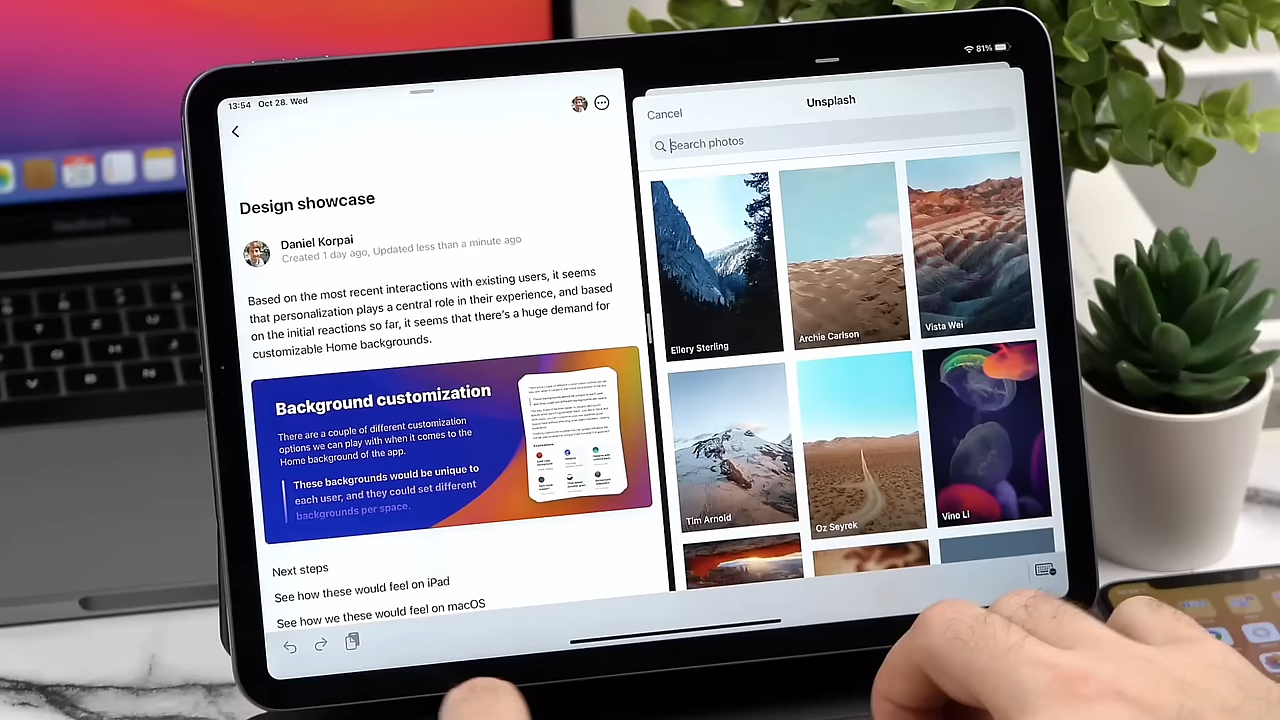 13:54 Oct 28. Wed
81%
Design showcase
Daniel Korpai
Created 1 day ago, Updated less than a minute ago
Based on the most recent interactions with existing users, it seems
that personalization plays a central role in their experience, and based
on the initial reactions so far, it seems that there's a huge demand for
customizable Home backgrounds.
Background customization
There are a couple of different customization
options we can play with when it comes to the
Home background of the app.
These backgrounds would be unique to
each user, and they could set different
backgrounds per space.
Next steps
See how these would feel on iPad
See how we these would feel on macOS
Cancel
Unsplash
Search photos
Ellery Sterling
Archie Carlson
Vista Wei
Tim Arnold
Oz Seyrek
Vino Li